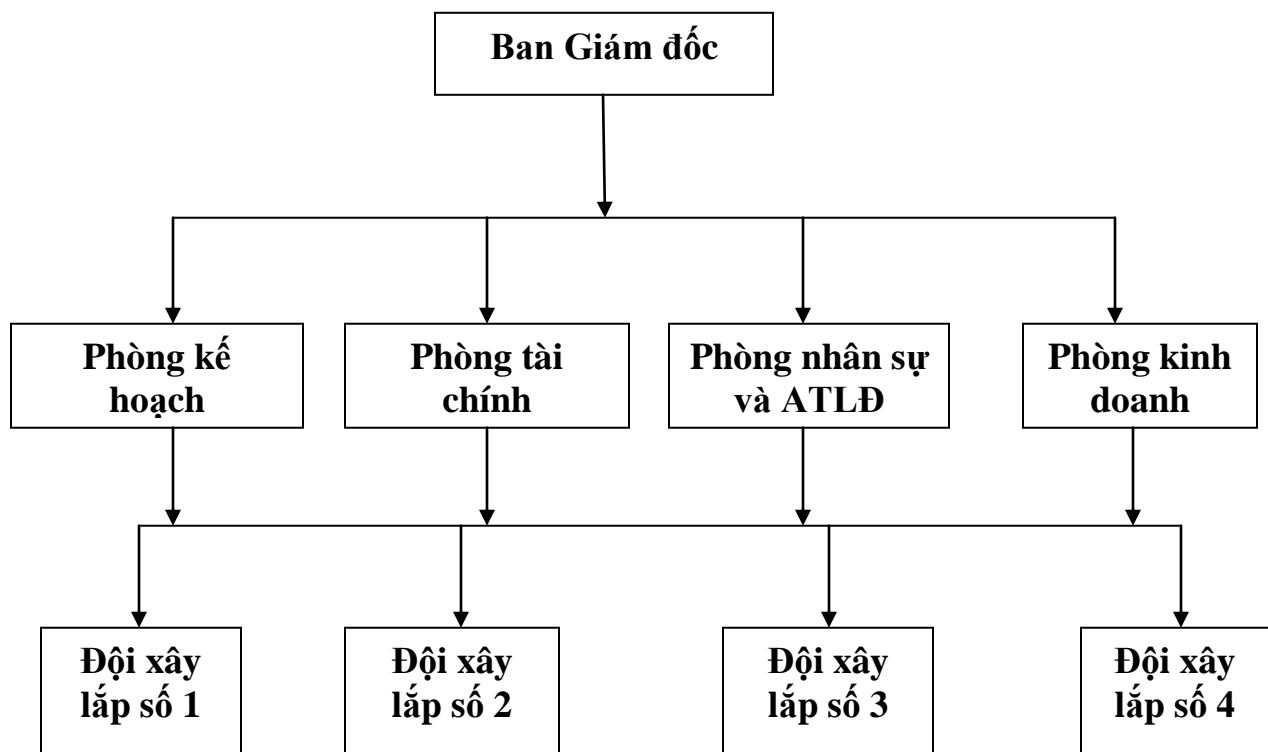 Ban Giám đốc
Phòng kế
hoạch
Phòng tài
chính
Phòng nhân sự
và ATLĐ
Phòng kinh
doanh
Đội xây
lắp số 1
Đội xây
lắp số 2
Đội xây
lắp số 3
Đội xây
lắp số 4